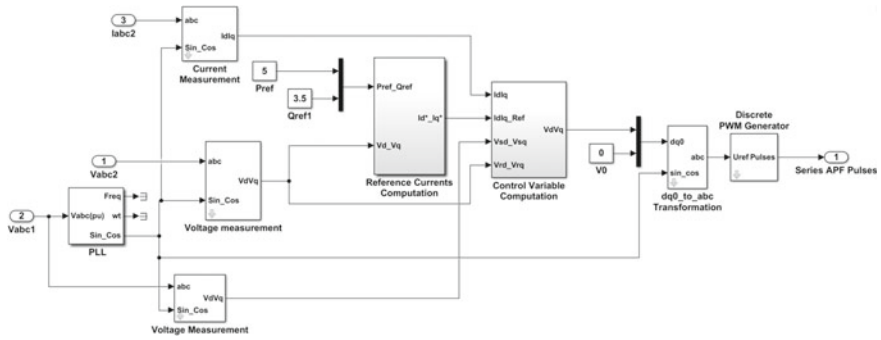 3
Iabc2
abc
Sin_Cos
IdIq
Current
Measurement
5
Pref
3.5
Qref1
Pref_Qref
Vd_Vq
Id*_Iq*
Reference Currents
Computation
IdIq
IdIq_Ref
Vsd_Vsq
Vrd_Vrq
VdVq
Control Variable
Computation
0
V0
dq0
sin_cos
abc
dq0_to_abc
Transformation
Discrete
PWM Generator
Uref Pulses
1
Series APF Pulses
1
Vabc2
abc
Sin_Cos
VdVq
Voltage measurement
2
Vabc1
Vabc(pu)
Freq
wt
Sin_Cos
PLL
abc
Sin_Cos
VdVq
Voltage Measurement